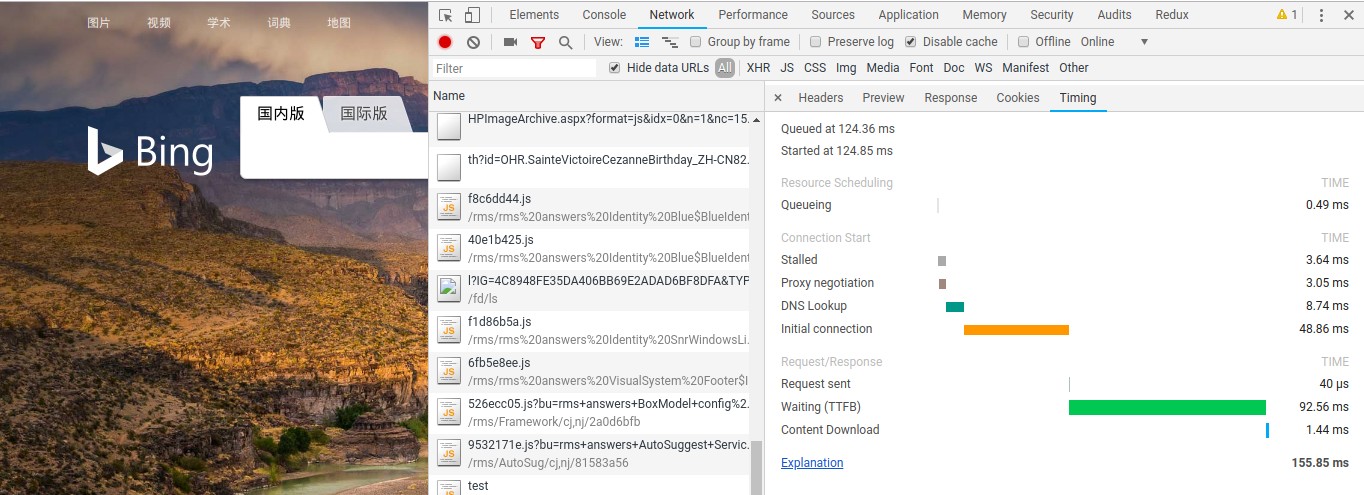 图片 视频 学术 词典 地图
国内版 国际版
Bing
Elements Console Network Performance Sources Application Memory Security Audits Redux 1
View: Group by frame Preserve log Disable cache Offline Online
Filter Hide data URLs All XHR JS CSS Img Media Font Doc WS Manifest Other
Name
HPImageArchive.aspx?format=js&idx=0&n=1&nc=15.
th?id=OHR.SainteVictoireCezanneBirthday_ZH-CN82.
JS
f8c6dd44.js
/rms/rms%20answers%20Identity%20Blue$BlueIdent
JS
40e1b425.js
/rms/rms%20answers%20Identity%20Blue$BlueIdent
l?IG=4C8948FE35DA406BB69E2ADAD6BF8DFA&TYP
/fd/ls
JS
f1d86b5a.js
/rms/rms%20answers%20Identity%20SnrWindowsLi.
JS
6fb5e8ee.js
/rms/rms%20answers%20VisualSystem%20Footer$I
JS
526ecc05.js?bu=rms+answers+BoxModel+config%2.
/rms/Framework/cj,nj/2a0d6bfb
JS
9532171e.js?bu=rms+answers+AutoSuggest+Servic.
/rms/AutoSug/cj,nj/81583a56
test
Headers Preview Response Cookies Timing
Queued at 124.36 ms
Started at 124.85 ms
Resource Scheduling TIME
Queueing 0.49 ms
Connection Start TIME
Stalled 3.64 ms
Proxy negotiation 3.05 ms
DNS Lookup 8.74 ms
Initial connection 48.86 ms
Request/Response TIME
Request sent 40 μs
Waiting (TTFB) 92.56 ms
Content Download 1.44 ms
Explanation 155.85 ms